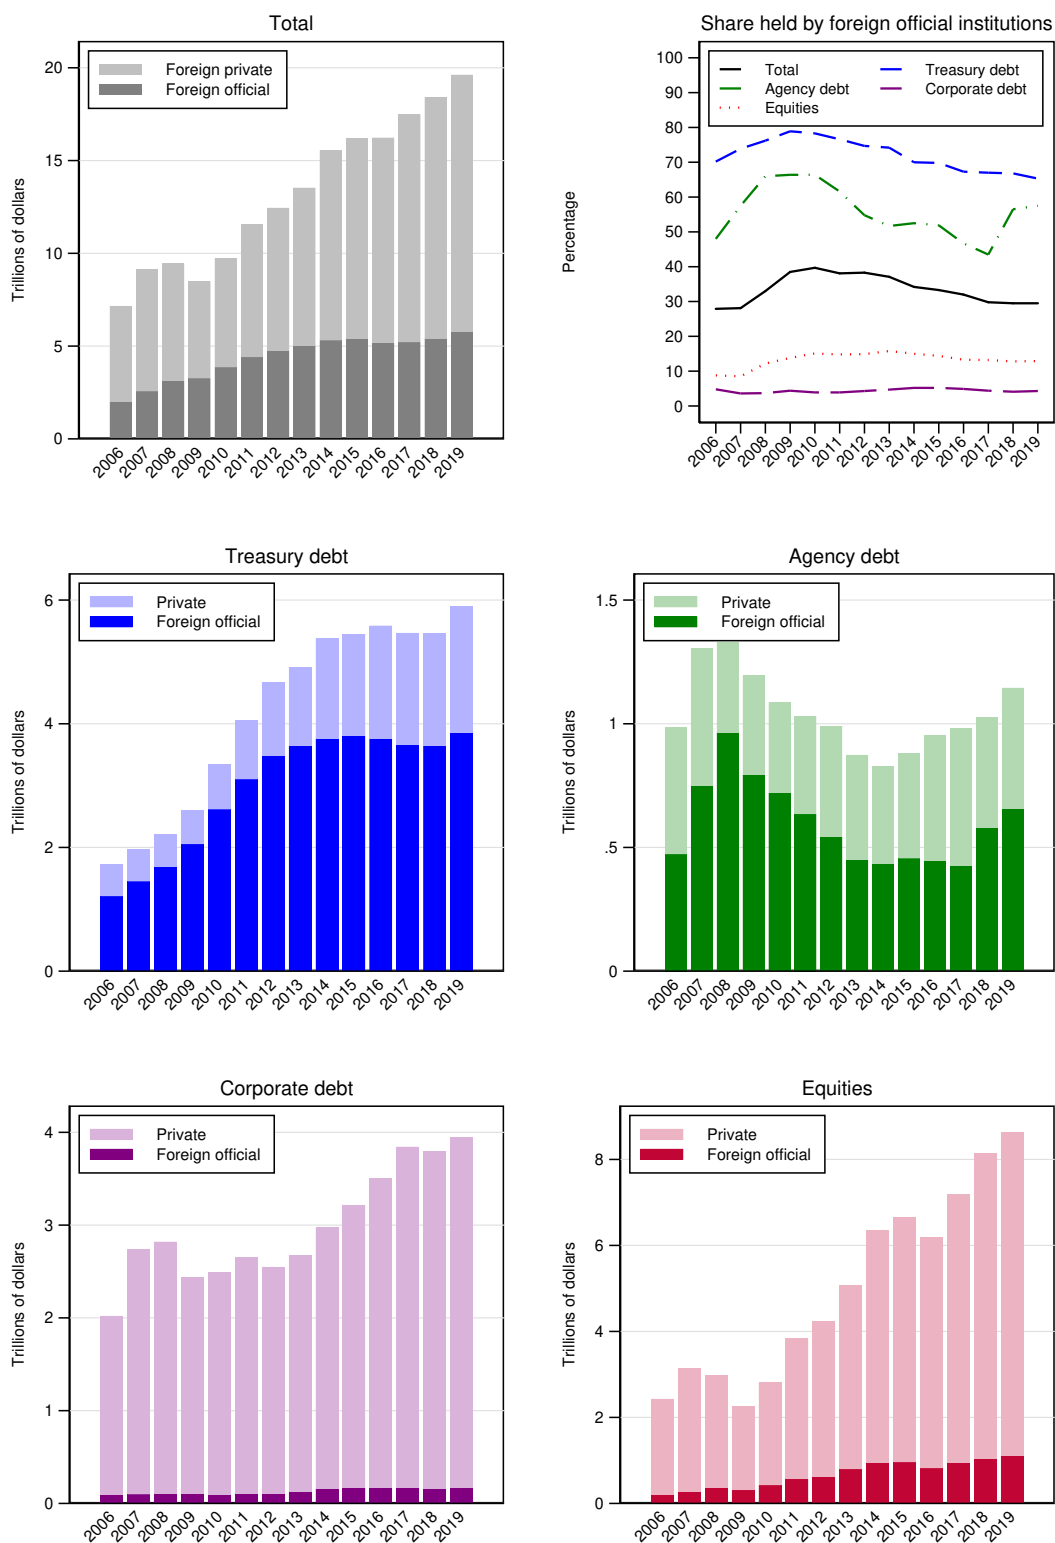 Total
Trillions of dollars
20
15
10
5
0
Foreign private
Foreign official
2006 2007 2008 2009 2010 2011 2012 2013 2014 2015 2016 2017 2018 2019
Share held by foreign official institutions
Percentage
100
90
80
70
60
50
40
30
20
10
0
Total
Treasury debt
Agency debt
Corporate debt
Equities
2006 2007 2008 2009 2010 2011 2012 2013 2014 2015 2016 2017 2018 2019
Treasury debt
Trillions of dollars
6
4
2
0
Private
Foreign official
2006 2007 2008 2009 2010 2011 2012 2013 2014 2015 2016 2017 2018 2019
Agency debt
Trillions of dollars
1.5
1
.5
0
Private
Foreign official
2006 2007 2008 2009 2010 2011 2012 2013 2014 2015 2016 2017 2018 2019
Corporate debt
Trillions of dollars
4
3
2
1
0
Private
Foreign official
2006 2007 2008 2009 2010 2011 2012 2013 2014 2015 2016 2017 2018 2019
Equities
Trillions of dollars
8
6
4
2
0
Private
Foreign official
2006 2007 2008 2009 2010 2011 2012 2013 2014 2015 2016 2017 2018 2019